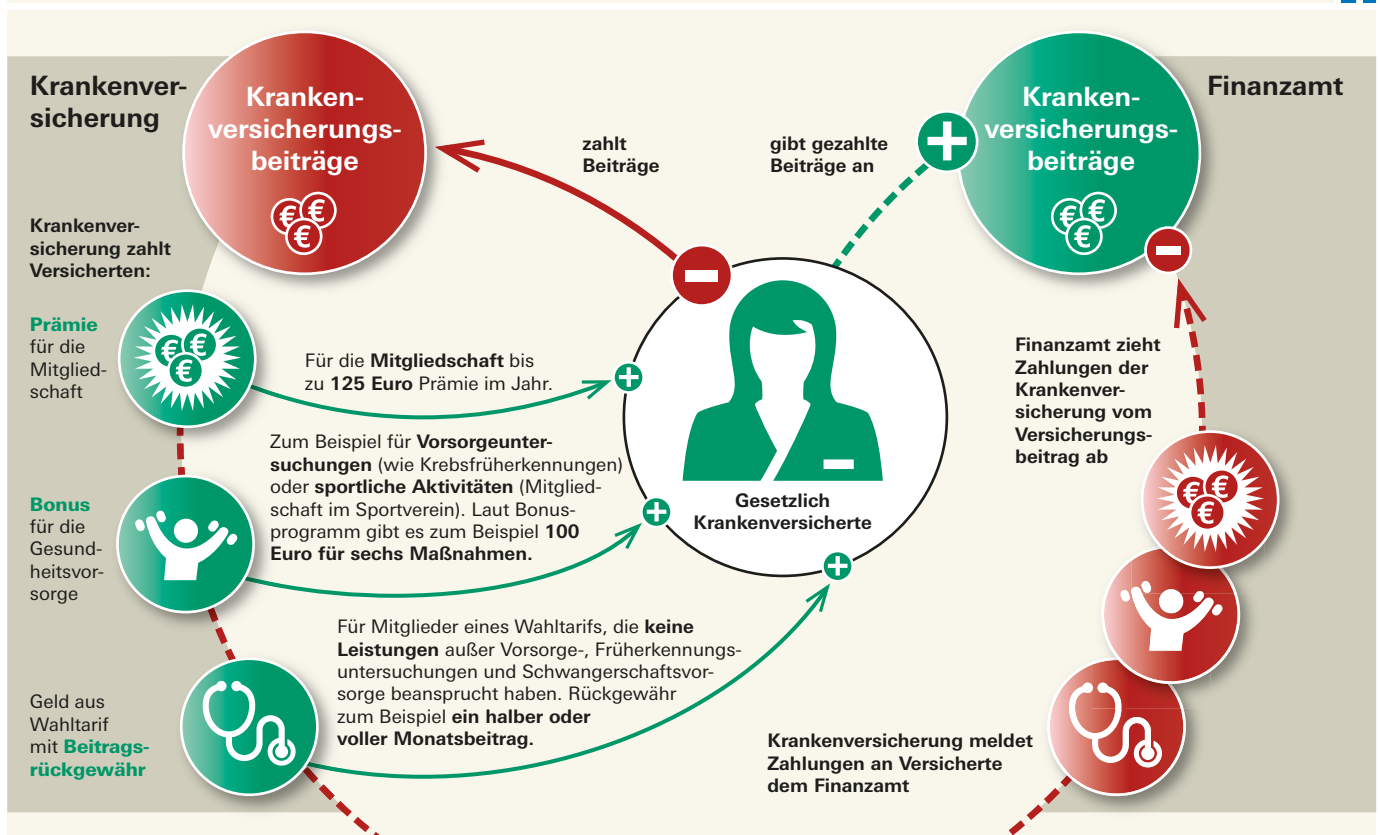 Krankenver-
sicherung
Kranken-
versicherungs-
beiträge
€ € €
zahlt
Beiträge
gibt gezahlte
Beiträge an
Kranken-
versicherungs-
beiträge
€ € €
Finanzamt
Krankenver-
sicherung zahlt
Versicherten:
Prämie
für die
Mitglied-
schaft
€ € €
Für die Mitgliedschaft bis
zu 125 Euro Prämie im Jahr.
Bonus
für die
Gesund-
heitsvor-
sorge
Zum Beispiel für Vorsorgeunter-
suchungen (wie Krebsfrüherkennungen)
oder sportliche Aktivitäten (Mitglied-
schaft im Sportverein). Laut Bonus-
programm gibt es zum Beispiel 100
Euro für sechs Maßnahmen.
Geld aus
Wahltarif
mit Beitrags-
rückgewähr
Für Mitglieder eines Wahltarifs, die keine
Leistungen außer Vorsorge-, Früherkennungs-
untersuchungen und Schwangerschaftsvor-
sorge beansprucht haben. Rückgewähr
zum Beispiel ein halber oder
voller Monatsbeitrag.
Gesetzlich
Krankenversicherte
Finanzamt zieht
Zahlungen der
Krankenver-
sicherung vom
Versicherungs-
beitrag ab
€ € €
Krankenversicherung meldet
Zahlungen an Versicherte
dem Finanzamt